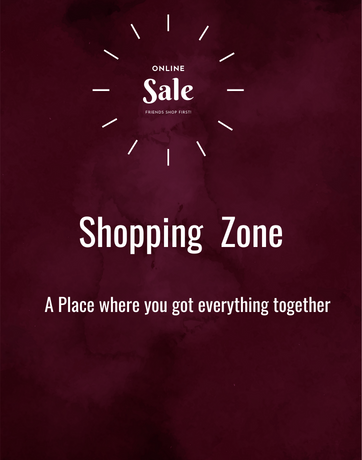 ONLINE
Sale
FRIENDS SHOP FIRST!
Shopping Zone
A Place where you got everything together